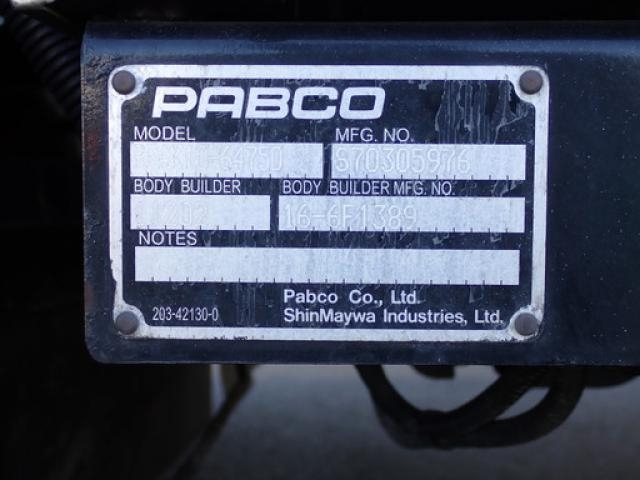 PABCO
MODEL MFG. NO.
S70305976
BODY BUILDER BODY BUILDER MFG. NO.
16-6F1389
NOTES
203-42130-0
Pabco Co., Ltd.
ShinMaywa Industries, Ltd.